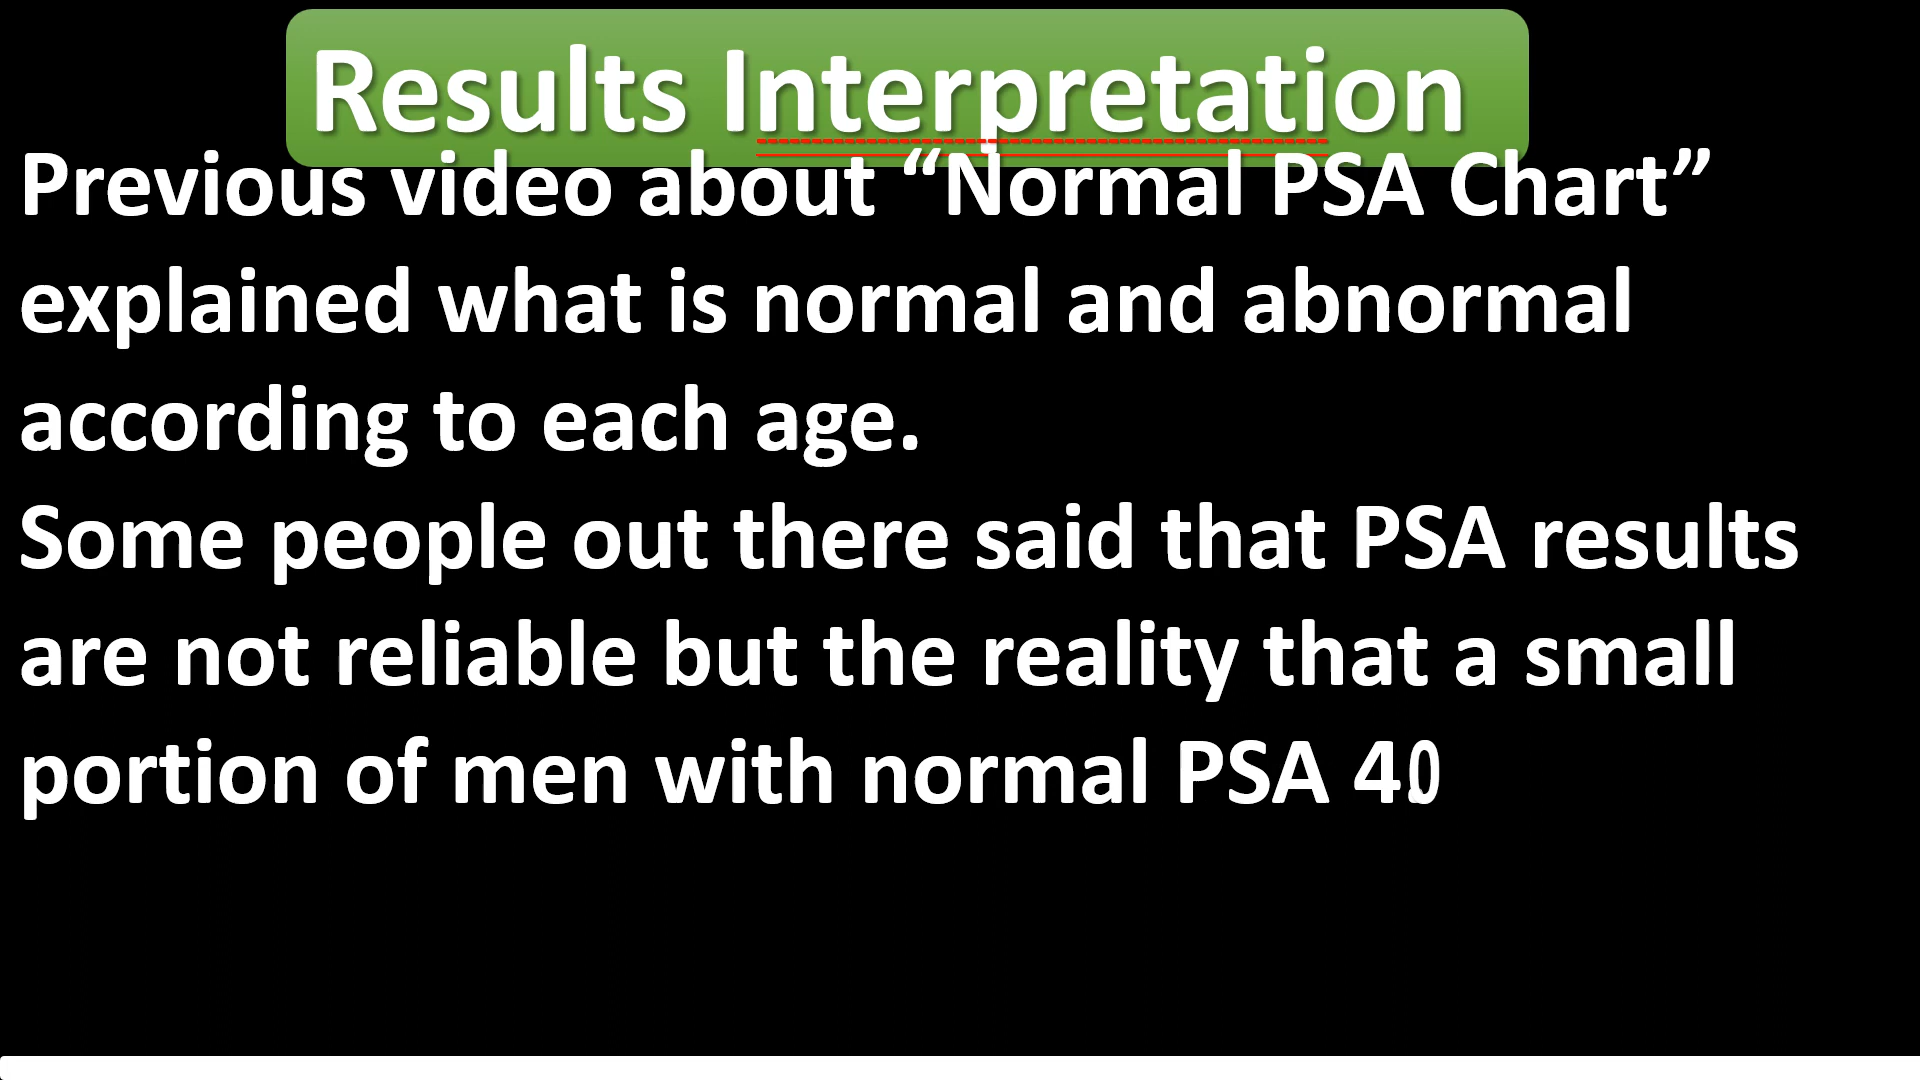 Results Interpretation
Previous video about “Normal PSA Chart”
explained what is normal and abnormal
according to each age.
Some people out there said that PSA results
are not reliable but the reality that a small
portion of men with normal PSA 4.0